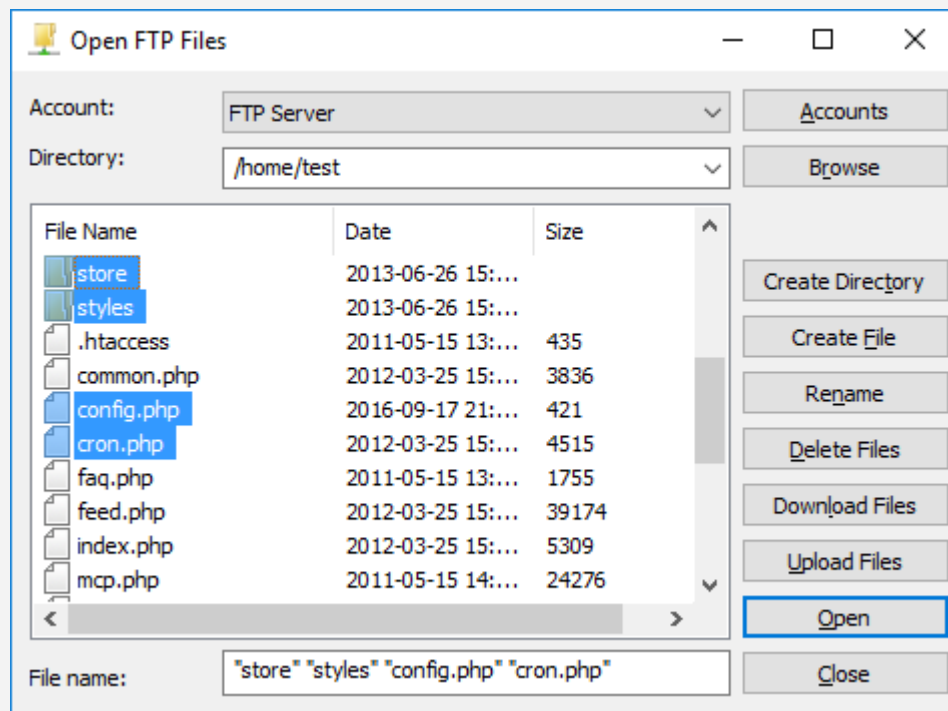 Open FTP Files
Account: FTP Server Accounts
Directory: /home/test Browse
File Name Date Size
store 2013-06-26 15:...
styles 2013-06-26 15:...
.htaccess 2011-05-15 13:... 435
common.php 2012-03-25 15:... 3836
config.php 2016-09-17 21:... 421
cron.php 2012-03-25 15:... 4515
faq.php 2011-05-15 13:... 1755
feed.php 2012-03-25 15:... 39174
index.php 2012-03-25 15:... 5309
mcp.php 2011-05-15 14:... 24276
Create Directory
Create File
Rename
Delete Files
Download Files
Upload Files
Open
File name: "store" "styles" "config.php" "cron.php" Close